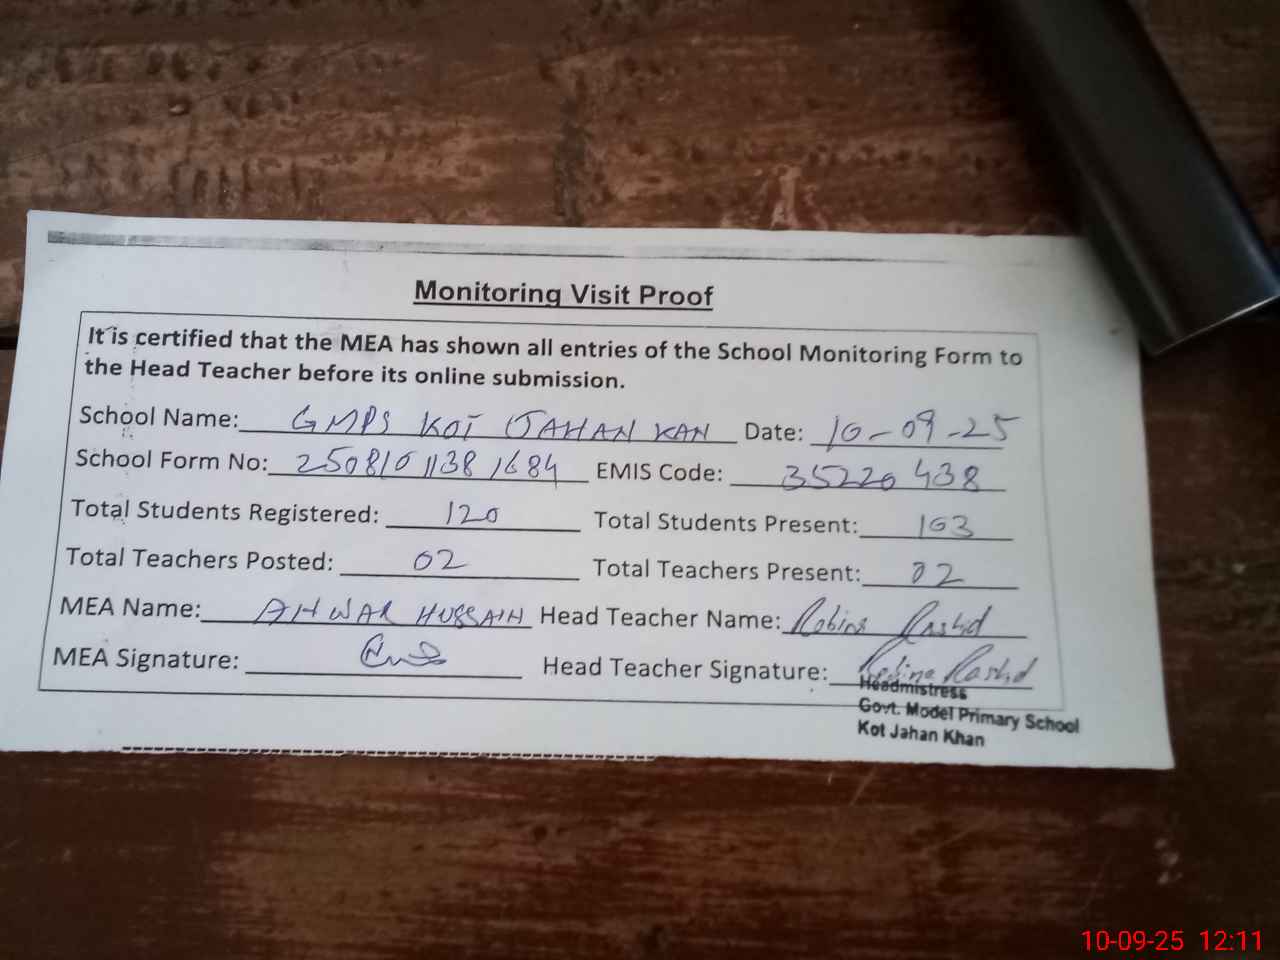 Monitoring Visit Proof
It is certified that the MEA has shown all entries of the School Monitoring Form to
the Head Teacher before its online submission.
School Name: GMPS KOT JAHAN KAN Date: 10-09-25
School Form No: 25081011381684 EMIS Code: 35220438
Total Students Registered: 120 Total Students Present: 103
Total Teachers Posted: 02 Total Teachers Present: 02
MEA Name: ANWAR HUSSAIN Head Teacher Name: Robina Rashd
MEA Signature: Head Teacher Signature: Robina Rashd
Headmistress
Govt. Model Primary School
Kot Jahan Khan
10-09-25 12:11